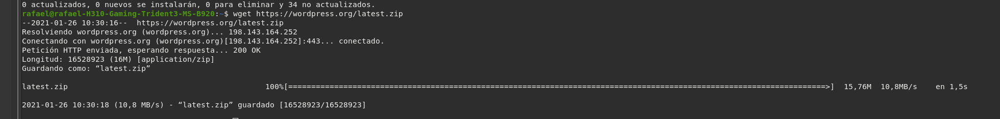 0 actualizados, 0 nuevos se instalarán, 0 para eliminar y 34 no actualizados.
rafael@rafael-H310-Gaming-Trident3-MS-B920:~$ wget https://wordpress.org/latest.zip
--2021-01-26 10:30:16--  https://wordpress.org/latest.zip
Resolviendo wordpress.org (wordpress.org)... 198.143.164.252
Conectando con wordpress.org (wordpress.org)[198.143.164.252]:443... conectado.
Petición HTTP enviada, esperando respuesta... 200 OK
Longitud: 16528923 (16M) [application/zip]
Guardando como: “latest.zip”
latest.zip 100%[=====================================================================================================================>] 15,76M 10,8MB/s en 1,5s
2021-01-26 10:30:18 (10,8 MB/s) - “latest.zip” guardado [16528923/16528923]